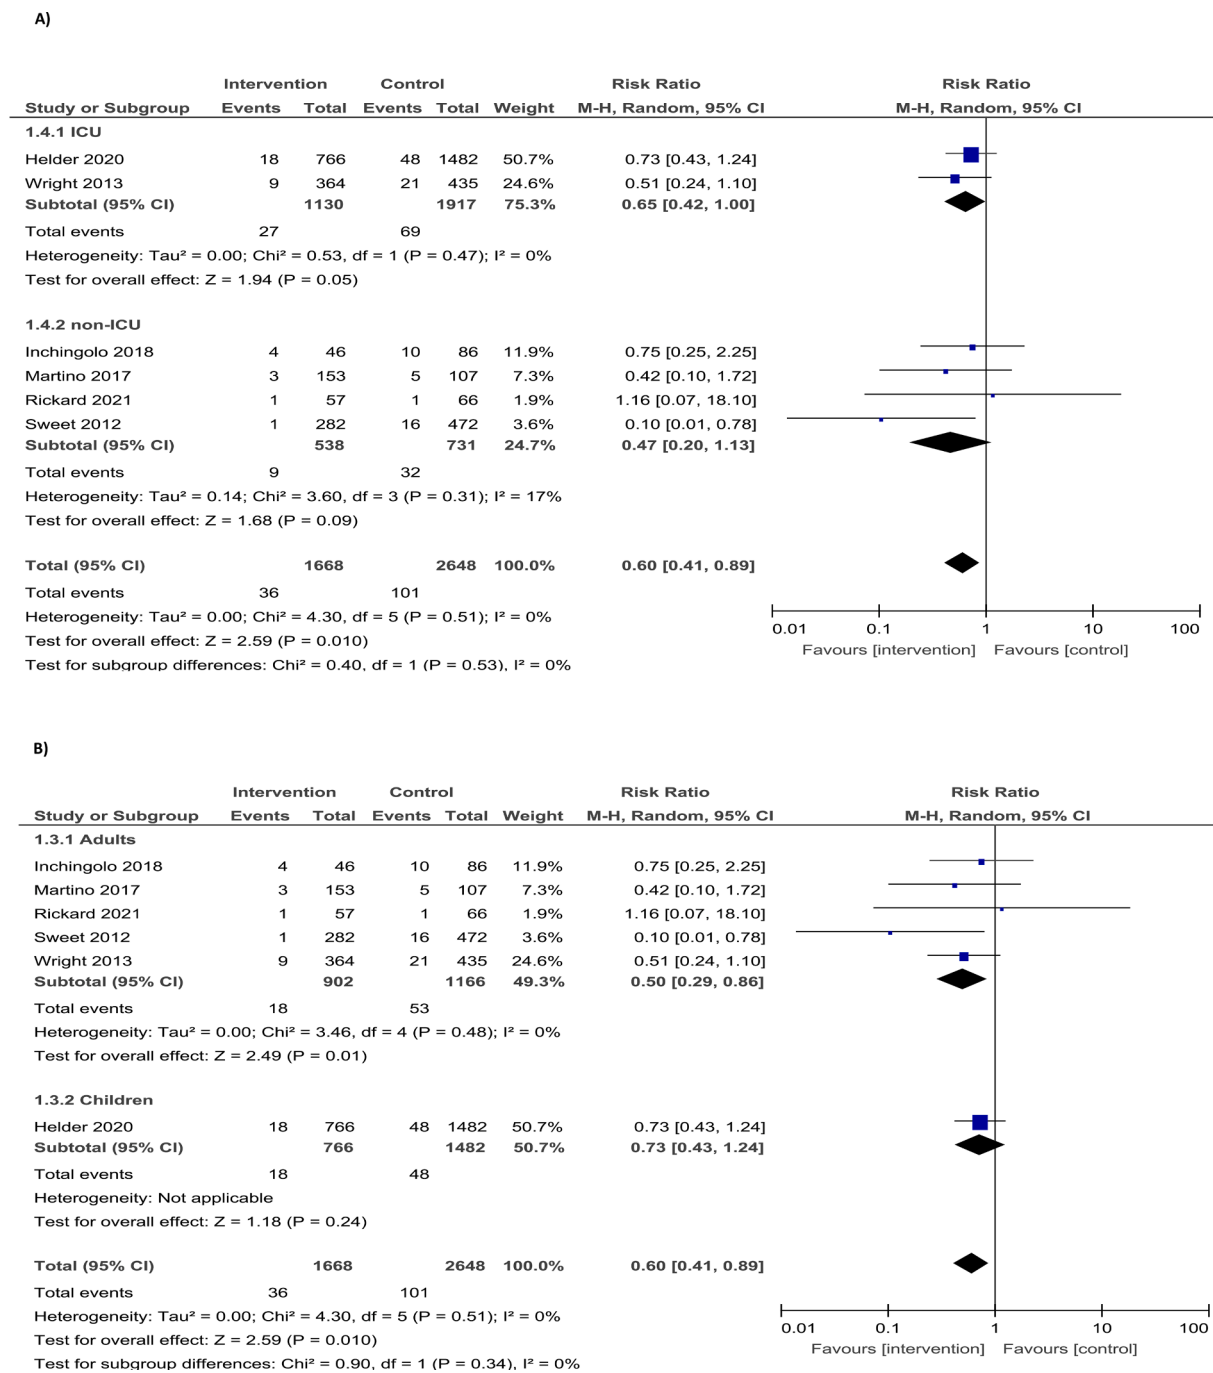 A)
Intervention Control Risk Ratio Risk Ratio
Study or Subgroup Events Total Events Total Weight M-H, Random, 95% CI M-H, Random, 95% CI
1.4.1 ICU
Helder 2020 18 766 48 1482 50.7% 0.73 [0.43, 1.24]
Wright 2013 9 364 21 435 24.6% 0.51 [0.24, 1.10]
Subtotal (95% CI) 1130 1917 75.3% 0.65 [0.42, 1.00]
Total events 27 69
Heterogeneity: Tau² = 0.00; Chi² = 0.53, df = 1 (P = 0.47); I² = 0%
Test for overall effect: Z = 1.94 (P = 0.05)
1.4.2 non-ICU
Inchingolo 2018 4 46 10 86 11.9% 0.75 [0.25, 2.25]
Martino 2017 3 153 5 107 7.3% 0.42 [0.10, 1.72]
Rickard 2021 1 57 1 66 1.9% 1.16 [0.07, 18.10]
Sweet 2012 1 282 16 472 3.6% 0.10 [0.01, 0.78]
Subtotal (95% CI) 538 731 24.7% 0.47 [0.20, 1.13]
Total events 9 32
Heterogeneity: Tau² = 0.14; Chi² = 3.60, df = 3 (P = 0.31); I² = 17%
Test for overall effect: Z = 1.68 (P = 0.09)
Total (95% CI) 1668 2648 100.0% 0.60 [0.41, 0.89]
Total events 36 101
Heterogeneity: Tau² = 0.00; Chi² = 4.30, df = 5 (P = 0.51); I² = 0%
Test for overall effect: Z = 2.59 (P = 0.010)
Test for subgroup differences: Chi² = 0.40, df = 1 (P = 0.53), I² = 0%
0.01 0.1 1 10 100
Favours [intervention] Favours [control]
B)
Intervention Control Risk Ratio Risk Ratio
Study or Subgroup Events Total Events Total Weight M-H, Random, 95% CI M-H, Random, 95% CI
1.3.1 Adults
Inchingolo 2018 4 46 10 86 11.9% 0.75 [0.25, 2.25]
Martino 2017 3 153 5 107 7.3% 0.42 [0.10, 1.72]
Rickard 2021 1 57 1 66 1.9% 1.16 [0.07, 18.10]
Sweet 2012 1 282 16 472 3.6% 0.10 [0.01, 0.78]
Wright 2013 9 364 21 435 24.6% 0.51 [0.24, 1.10]
Subtotal (95% CI) 902 1166 49.3% 0.50 [0.29, 0.86]
Total events 18 53
Heterogeneity: Tau² = 0.00; Chi² = 3.46, df = 4 (P = 0.48); I² = 0%
Test for overall effect: Z = 2.49 (P = 0.01)
1.3.2 Children
Helder 2020 18 766 48 1482 50.7% 0.73 [0.43, 1.24]
Subtotal (95% CI) 766 1482 50.7% 0.73 [0.43, 1.24]
Total events 18 48
Heterogeneity: Not applicable
Test for overall effect: Z = 1.18 (P = 0.24)
Total (95% CI) 1668 2648 100.0% 0.60 [0.41, 0.89]
Total events 36 101
Heterogeneity: Tau² = 0.00; Chi² = 4.30, df = 5 (P = 0.51); I² = 0%
Test for overall effect: Z = 2.59 (P = 0.010)
Test for subgroup differences: Chi² = 0.90, df = 1 (P = 0.34), I² = 0%
0.01 0.1 1 10 100
Favours [intervention] Favours [control]